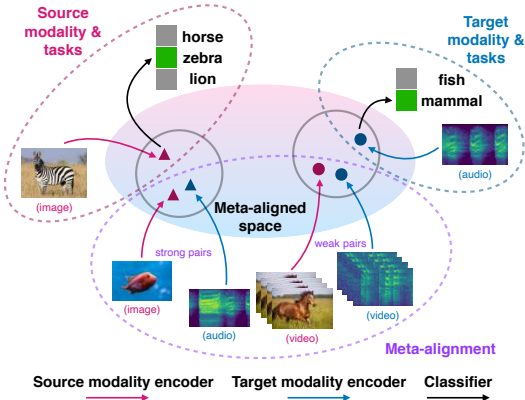 Source
modality &
tasks
horse
zebra
lion
Target
modality &
tasks
fish
mammal
(image)
(audio)
Meta-aligned
space
strong pairs
weak pairs
(image)
(audio)
(video)
(video)
Meta-alignment
Source modality encoder
Target modality encoder
Classifier